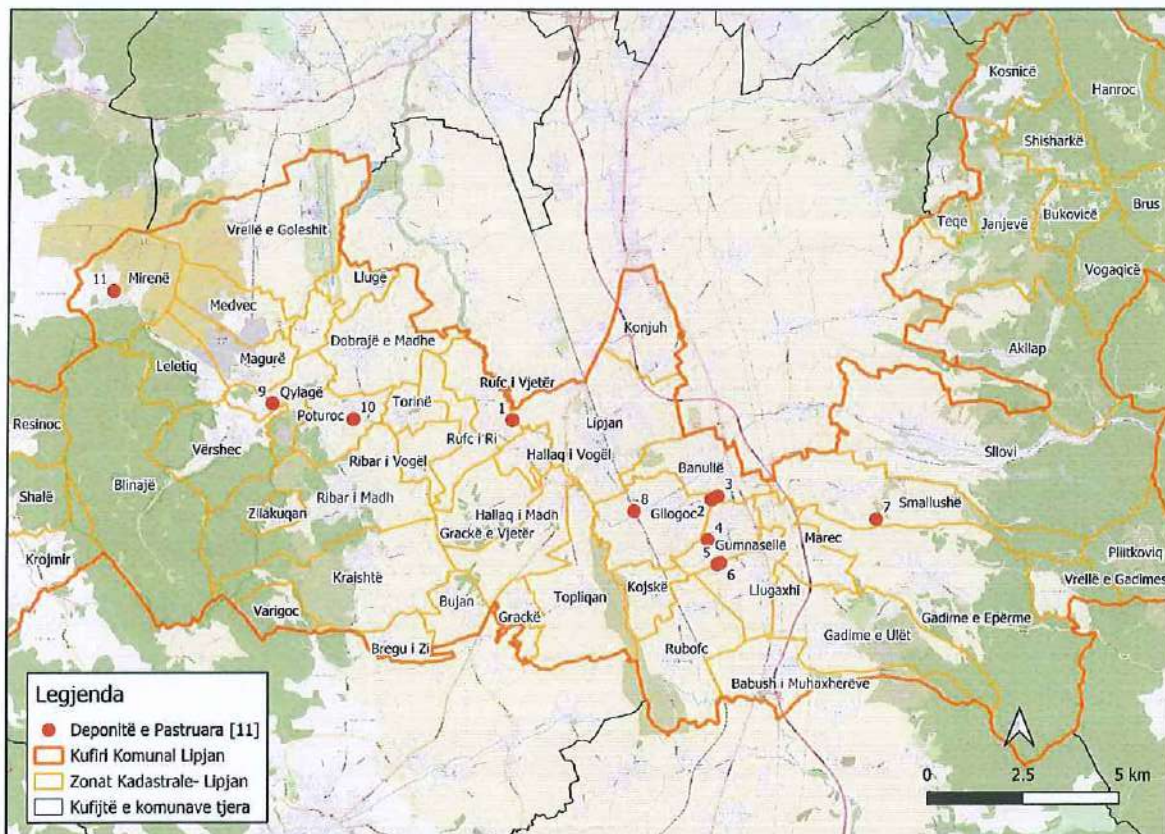 Kosnicë
Hanroc
Shisharkë
Teqe
Janjevë
Bukovicë
Brus
Vrellë e Goleshit
Vogaqicë
11
Mirenë
Llugë
Medvec
Konjuh
Dobrajë e Madhe
Akllap
Magurë
Leletiq
Rufc i Vjetër
9
Qylagë
Torinë
1
Lipjan
Resinoc
Poturoc
10
Rufc i Ri
Vërshec
Hallaq i Vogël
Sllovi
Ribar i Vogël
Banullë
Shalë
Blinajë
Ribar i Madh
3
Smallushë
Zllakuqan
8
2
7
Hallaq i Madh
Gllogoc
Grackë e Vjetër
4
Marec
Gumnasellë
Krojmir
5
Pllitkoviq
Kraishtë
6
Kojskë
Llugaxhi
Vrellë e Gadimes
Varigoc
Bujan
Topliqan
Grackë
Gadime e Epërme
Bregu i Zi
Rubofc
Gadime e Ulët
Babush i Muhaxherëve
Legjenda
Deponitë e Pastruara [11]
Kufiri Komunal Lipjan
Zonat Kadastrale- Lipjan
Kufijtë e komunave tjera
0 2.5 5 km